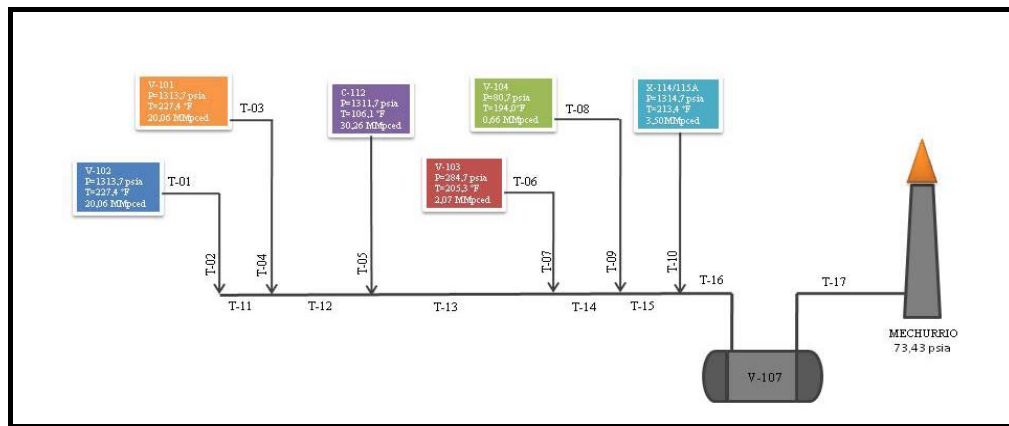 V-101
P=1313,7 psia
T=227,4 °F
20,06 MMpced
T-03
C-112
P=1311,7 psia
T=106,1 °F
30,26 MMpced
V-104
P=80,7 psia
T=194,0°F
0,66 MMpced
T-08
X-114/115A
P=1314,7 psia
T=213,4 °F
3,50MMpced
V-102
P=1313,7 psia
T=227,4 °F
20,06 MMpced
T-01
V-103
P=284,7 psia
T=205,3 °F
2,07 MMpced
T-06
T-02
T-04
T-05
T-07
T-09
T-10
T-16
T-17
T-11
T-12
T-13
T-14
T-15
MECHURRIO
73,43 psia
V-107